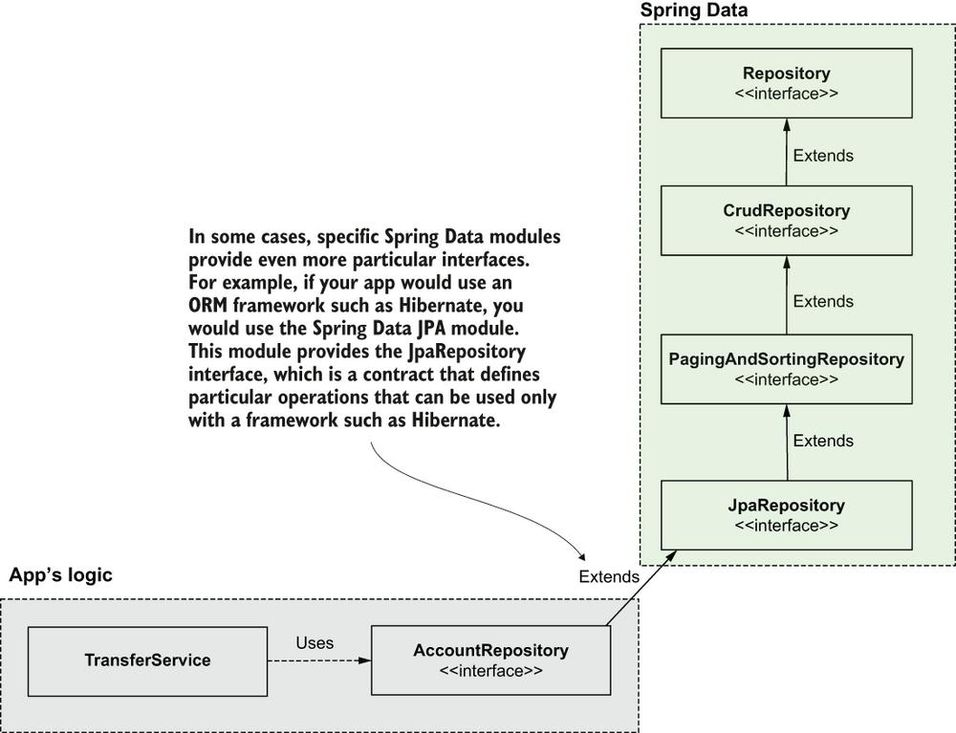 Spring Data
Repository
<<interface>>
Extends
CrudRepository
<<interface>>
Extends
PagingAndSortingRepository
<<interface>>
Extends
JpaRepository
<<interface>>
In some cases, specific Spring Data modules
provide even more particular interfaces.
For example, if your app would use an
ORM framework such as Hibernate, you
would use the Spring Data JPA module.
This module provides the JpaRepository
interface, which is a contract that defines
particular operations that can be used only
with a framework such as Hibernate.
Extends
App's logic
TransferService
Uses
AccountRepository
<<interface>>